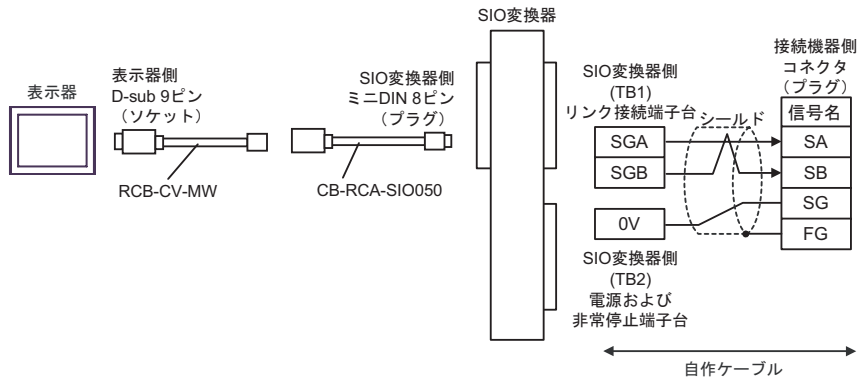 SIO変換器
表示器
表示器側
D-sub 9ピン
（ソケット）
RCB-CV-MW
SIO変換器側
ミニDIN 8ピン
（プラグ）
CB-RCA-SIO050
SIO変換器側
(TB1)
リンク接続端子台
シールド
接続機器側
コネクタ
（プラグ）
信号名
SGA
SA
SGB
SB
SG
0V
FG
SIO変換器側
(TB2)
電源および
非常停止端子台
自作ケーブル